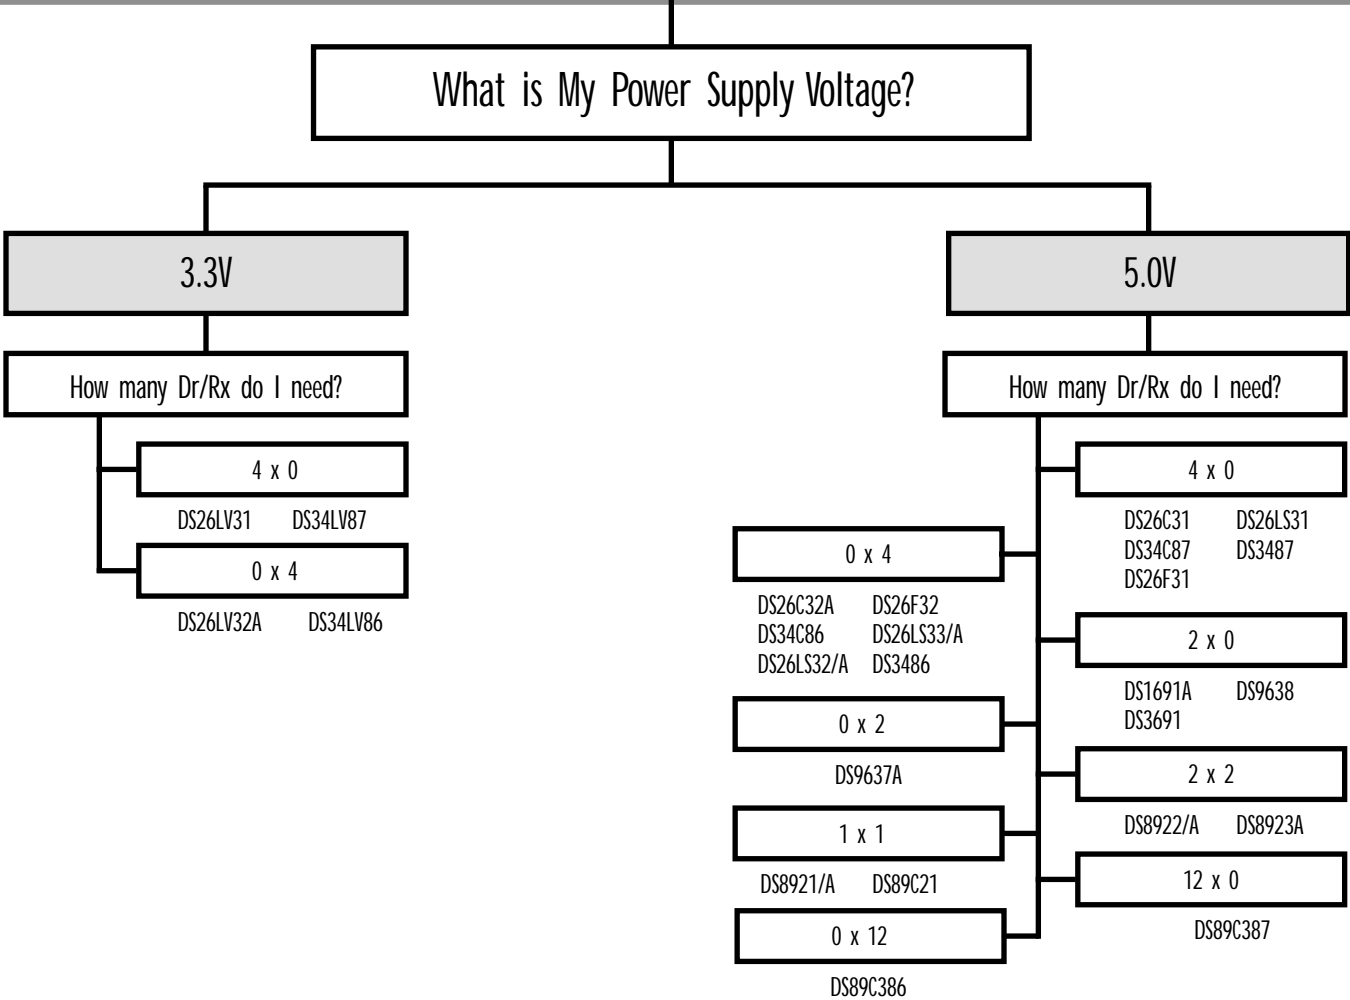 What is My Power Supply Voltage?
3.3V
How many Dr/Rx do I need?
4 x 0
DS26LV31 DS34LV87
0 x 4
DS26LV32A DS34LV86
5.0V
How many Dr/Rx do I need?
0 x 4
DS26C32A DS26F32
DS34C86 DS26LS33/A
DS26LS32/A DS3486
0 x 2
DS9637A
1 x 1
DS8921/A DS89C21
0 x 12
DS89C386
4 x 0
DS26C31 DS26LS31
DS34C87 DS3487
DS26F31
2 x 0
DS1691A DS9638
DS3691
2 x 2
DS8922/A DS8923A
12 x 0
DS89C387